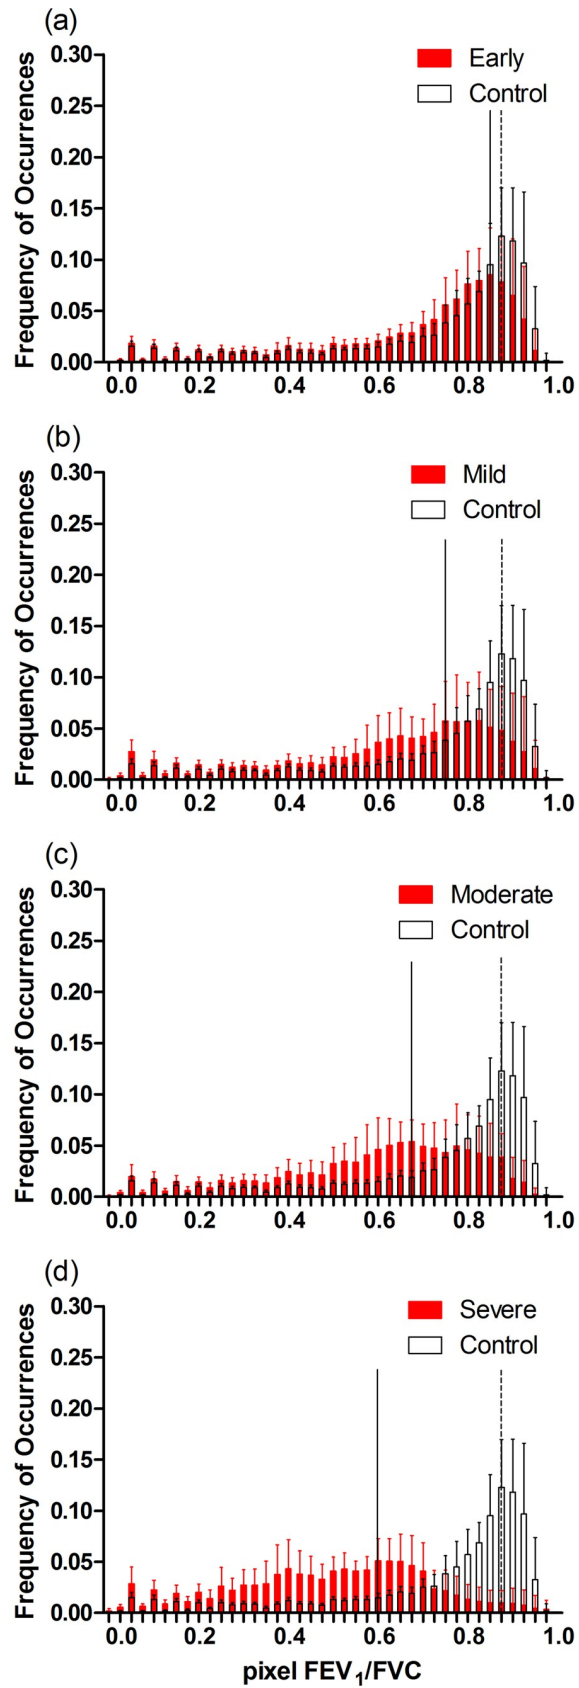 (a)
0.30
0.25
0.20
0.15
0.10
0.05
0.00
Frequency of Occurrences
Early
Control
0.0 0.2 0.4 0.6 0.8 1.0
(b)
0.30
0.25
0.20
0.15
0.10
0.05
0.00
Frequency of Occurrences
Mild
Control
0.0 0.2 0.4 0.6 0.8 1.0
(c)
0.30
0.25
0.20
0.15
0.10
0.05
0.00
Frequency of Occurrences
Moderate
Control
0.0 0.2 0.4 0.6 0.8 1.0
(d)
0.30
0.25
0.20
0.15
0.10
0.05
0.00
Frequency of Occurrences
Severe
Control
0.0 0.2 0.4 0.6 0.8 1.0
pixel FEV₁/FVC